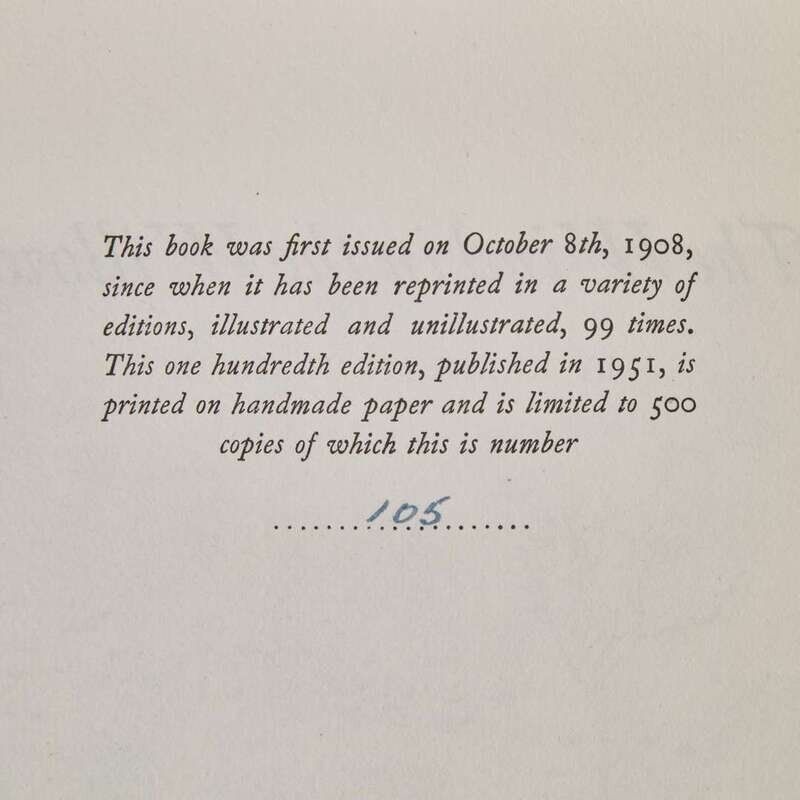 This book was first issued on October 8th, 1908,
since when it has been reprinted in a variety of
editions, illustrated and unillustrated, 99 times.
This one hundredth edition, published in 1951, is
printed on handmade paper and is limited to 500
copies of which this is number
.......105.......